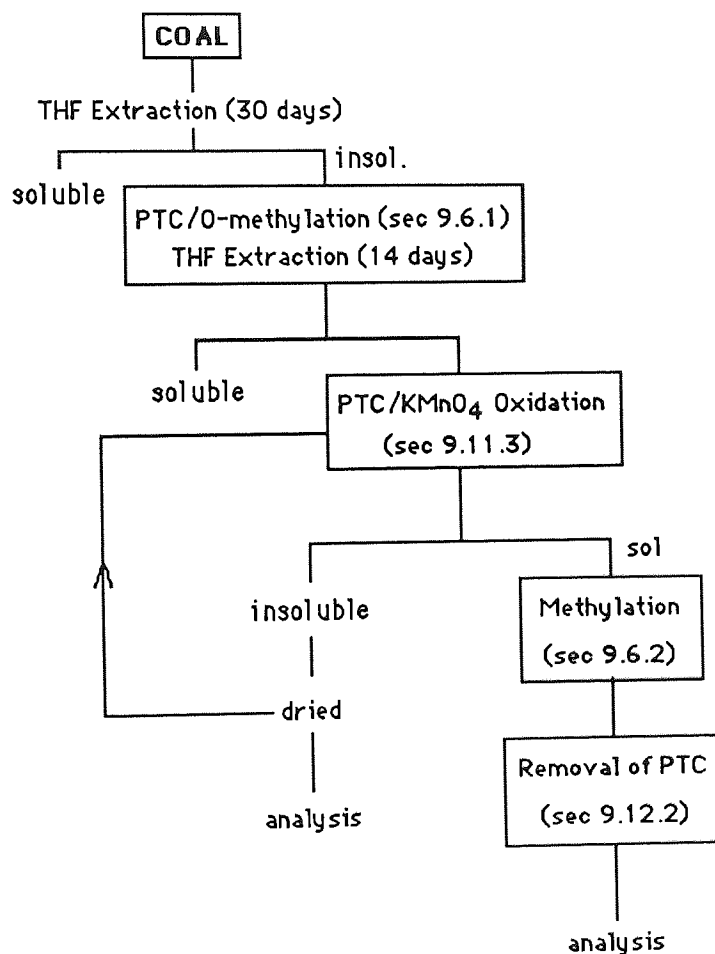 COAL
THF Extraction (30 days)
soluble
insol.
PTC/O-methylation (sec 9.6.1)
THF Extraction (14 days)
soluble
PTC/KMnO₄ Oxidation
(sec 9.11.3)
insoluble
sol
Methylation
(sec 9.6.2)
dried
Removal of PTC
(sec 9.12.2)
analysis
analysis